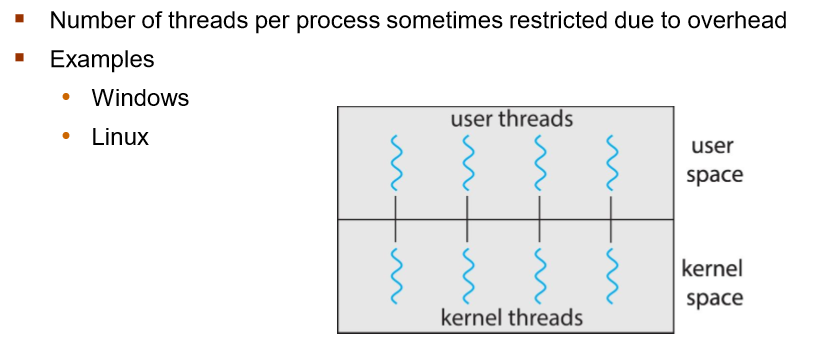 Number of threads per process sometimes restricted due to overhead
Examples
Windows
Linux
user threads
user
space
kernel
space
kernel threads